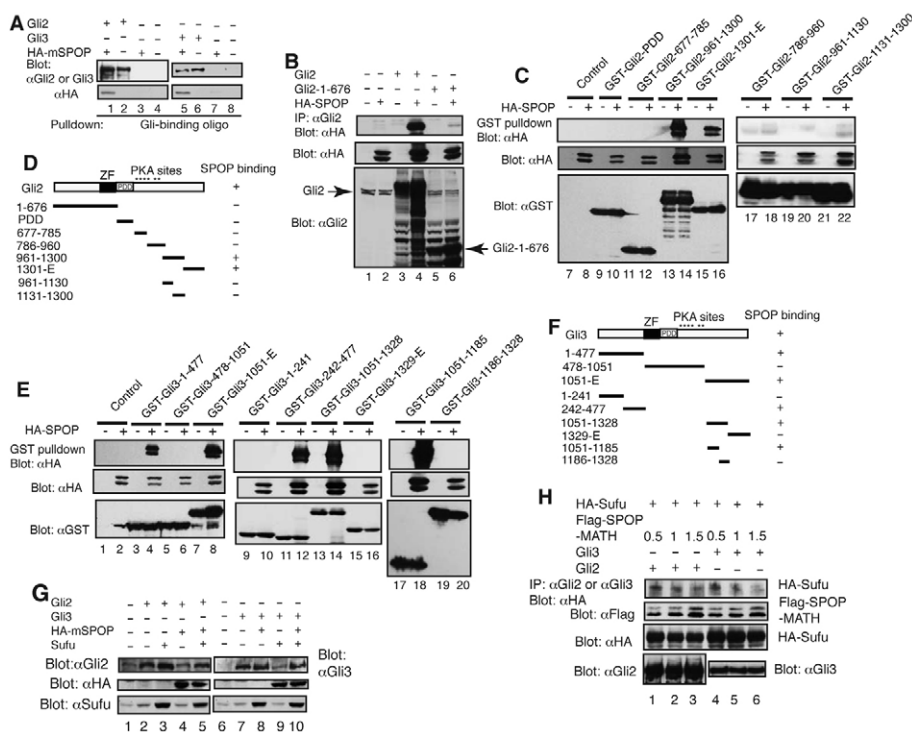 A
Gli2 + + – –
Gli3 + + – –
HA-mSPOP + – + – + – + –
Blot:
αGli2 or Gli3
αHA
1 2 3 4 5 6 7 8
Pulldown: Gli-binding oligo
B
Gli2 – – + + – –
Gli2-1-676 – – – – + +
HA-SPOP – + – + – +
IP: αGli2
Blot: αHA
Blot: αHA
Gli2
Blot: αGli2
Gli2-1-676
1 2 3 4 5 6
C
Control
GST-Gli2-PDD
GST-Gli2-677-785
GST-Gli2-961-1300
GST-Gli2-1301-E
GST-Gli2-786-960
GST-Gli2-961-1130
GST-Gli2-1131-1300
HA-SPOP – + – + – + – + – + – + – + – +
GST pulldown
Blot: αHA
Blot: αHA
Blot: αGST
7 8 9 10 11 12 13 14 15 16
17 18 19 20 21 22
D
ZF PKA sites SPOP binding
Gli2 PDD +
1-676 –
PDD –
677-785 –
786-960 –
961-1300 +
1301-E +
961-1130 –
1131-1300 –
E
Control
GST-Gli3-1-477
GST-Gli3-478-1051
GST-Gli3-1051-E
GST-Gli3-1-241
GST-Gli3-242-477
GST-Gli3-1051-1328
GST-Gli3-1329-E
GST-Gli3-1051-1185
GST-Gli3-1186-1328
HA-SPOP – + – + – + – + – + – + – + – + – + – +
GST pulldown
Blot: αHA
Blot: αHA
Blot: αGST
1 2 3 4 5 6 7 8
9 10 11 12 13 14 15 16
17 18 19 20
F
ZF PKA sites SPOP binding
Gli3 PDD +
1-477 +
478-1051 –
1051-E +
1-241 –
242-477 +
1051-1328 +
1329-E –
1051-1185 +
1186-1328 –
G
Gli2
Gli3
HA-mSPOP
Sufu
Blot:αGli2
Blot:
αGli3
Blot: αHA
Blot: αSufu
1 2 3 4 5 6 7 8 9 10
H
HA-Sufu + + + + + +
Flag-SPOP
-MATH 0.5 1 1.5 0.5 1 1.5
Gli3 – – – + + +
Gli2 + + + – – –
IP: αGli2 or αGli3 HA-Sufu
Blot: αHA
Blot: αFlag Flag-SPOP
-MATH
Blot: αHA HA-Sufu
Blot: αGli2 Blot: αGli3
1 2 3 4 5 6